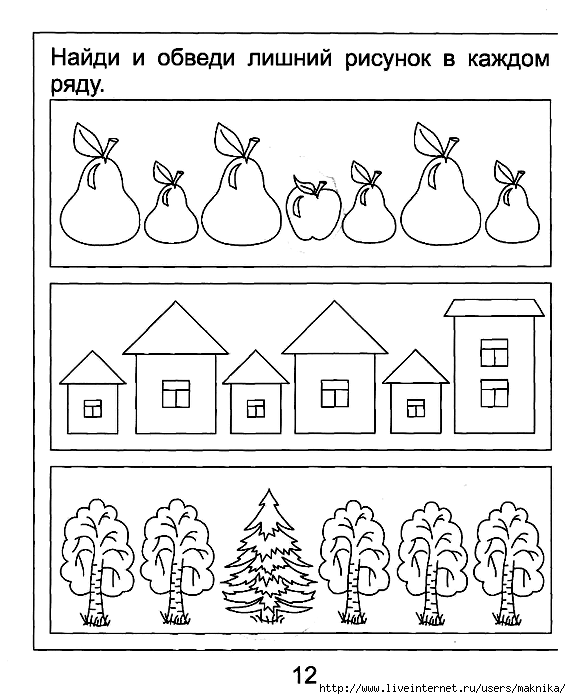 Найди и обведи лишний рисунок в каждом
ряду.
12
http://www.liveinternet.ru/users/maknika/